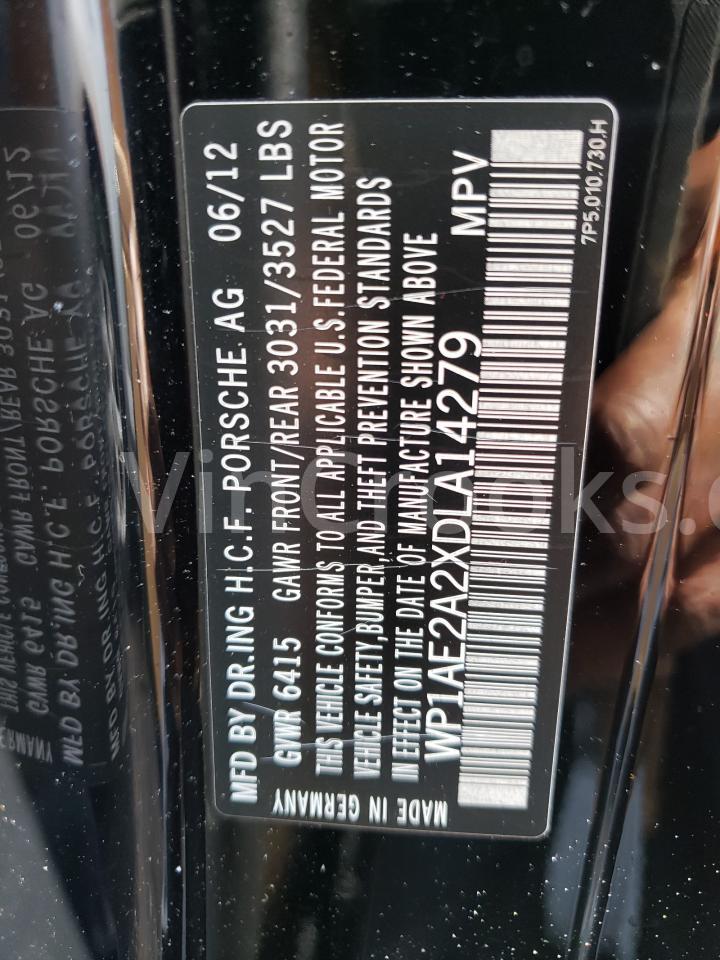 MFD BY DR.ING H.C.F. PORSCHE AG 06/12
GWR 6415 GAWR FRONT/REAR 3031/3527 LBS
THIS VEHICLE CONFORMS TO ALL APPLICABLE U.S.FEDERAL MOTOR
VEHICLE SAFETY,BUMPER,AND THEFT PREVENTION STANDARDS
IN EFFECT ON THE DATE OF MANUFACTURE SHOWN ABOVE
WP1AE2A2XDLA14279 MPV
7P5.010.730.H
MADE IN GERMANY